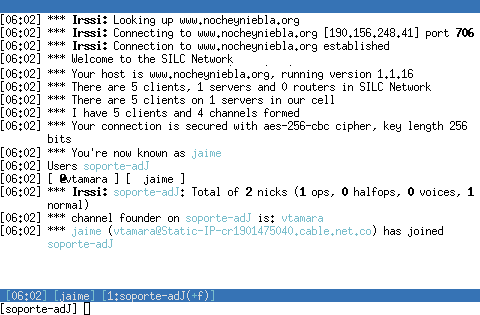 [06:02] *** Irssi: Looking up www.nocheyniebla.org
[06:02] *** Irssi: Connecting to www.nocheyniebla.org [190.156.248.41] port 706
[06:02] *** Irssi: Connection to www.nocheyniebla.org established
[06:02] *** Welcome to the SILC Network
[06:02] *** Your host is www.nocheyniebla.org, running version 1.1.16
[06:02] *** There are 5 clients, 1 servers and 0 routers in SILC Network
[06:02] *** There are 5 clients on 1 servers in our cell
[06:02] *** I have 5 clients and 4 channels formed
[06:02] *** Your connection is secured with aes-256-cbc cipher, key length 256
bits
[06:02] *** You're now known as jaime
[06:02] Users soporte-adJ
[06:02] [ @vtamara ] [  jaime ]
[06:02] *** Irssi: soporte-adJ: Total of 2 nicks (1 ops, 0 halfops, 0 voices, 1
normal)
[06:02] *** channel founder on soporte-adJ is: vtamara
[06:02] *** jaime (vtamara@Static-IP-cr1901475040.cable.net.co) has joined
soporte-adJ
[06:02] [jaime] [1:soporte-adJ(+f)]
[soporte-adJ]